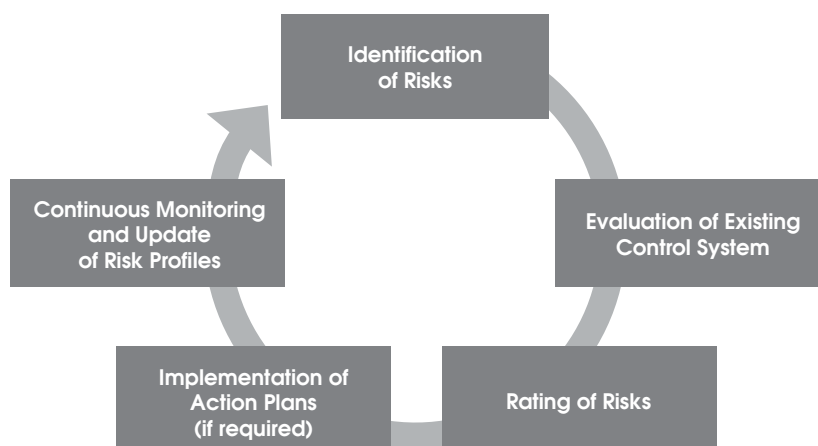 Identification
of Risks
Evaluation of Existing
Control System
Rating of Risks
Implementation of
Action Plans
(if required)
Continuous Monitoring
and Update
of Risk Profiles